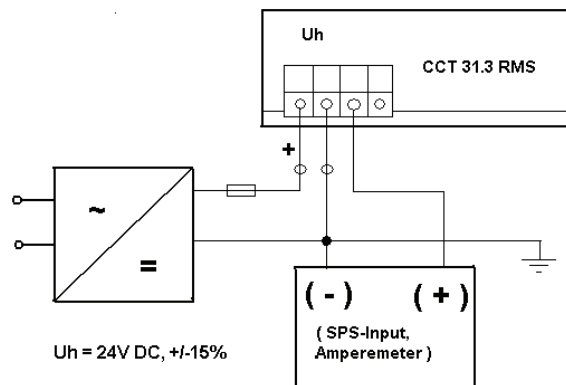 Uh
CCT 31.3 RMS
+
~
=
( - ) ( + )
( SPS-Input,
Amperemeter )
Uh = 24V DC, +/-15%